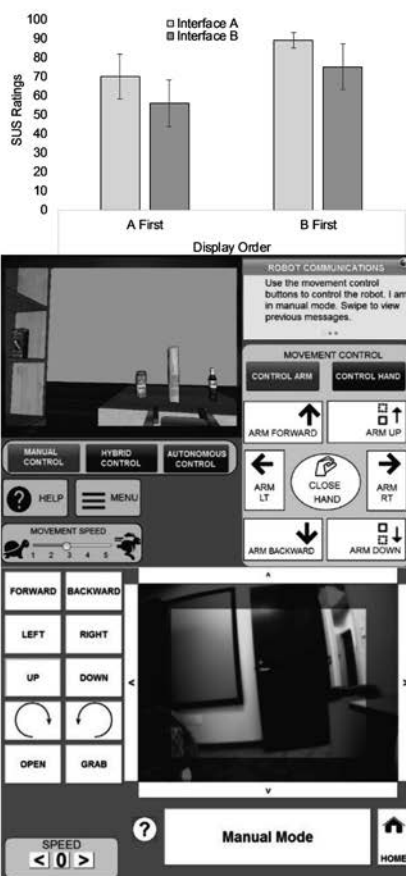 100
90
80
70
60
50
40
30
20
10
0
SUS Ratings
Interface A
Interface B
A First
B First
Display Order
ROBOT COMMUNICATIONS
Use the movement control
buttons to control the robot. I am
in manual mode. Swipe to view
previous messages.
MOVEMENT CONTROL
CONTROL ARM
CONTROL HAND
ARM FORWARD
ARM UP
ARM
LT
CLOSE
HAND
ARM
RT
ARM BACKWARD
ARM DOWN
MANUAL
CONTROL
HYBRID
CONTROL
AUTONOMOUS
CONTROL
? HELP
MENU
MOVEMENT SPEED
1 2 3 4 5
FORWARD
BACKWARD
LEFT
RIGHT
UP
DOWN
OPEN
GRAB
SPEED
< 0 >
?
Manual Mode
HOME